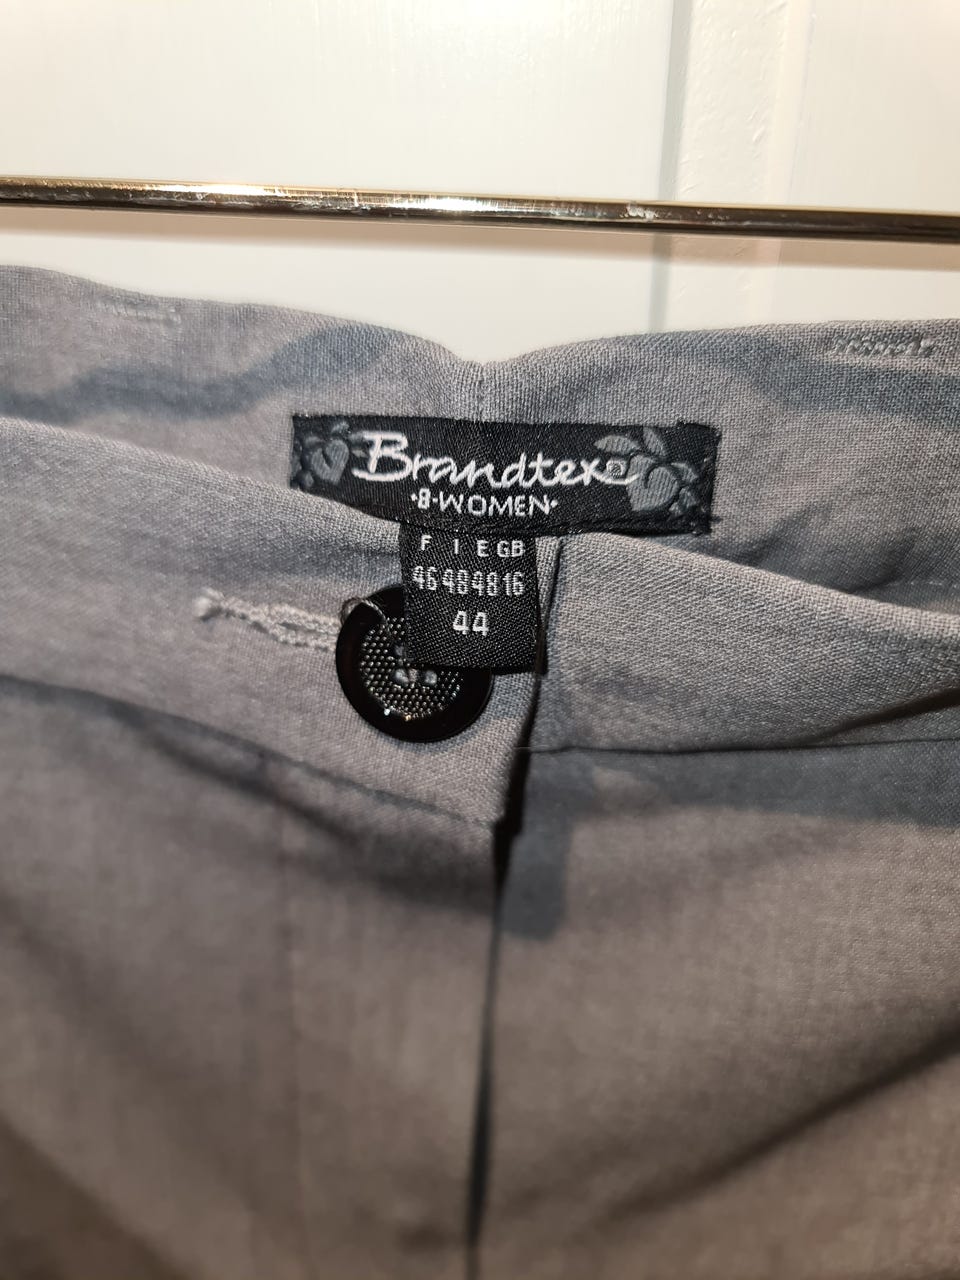 Brandtex
·B·WOMEN·
F I E GB
46 48 48 16
44